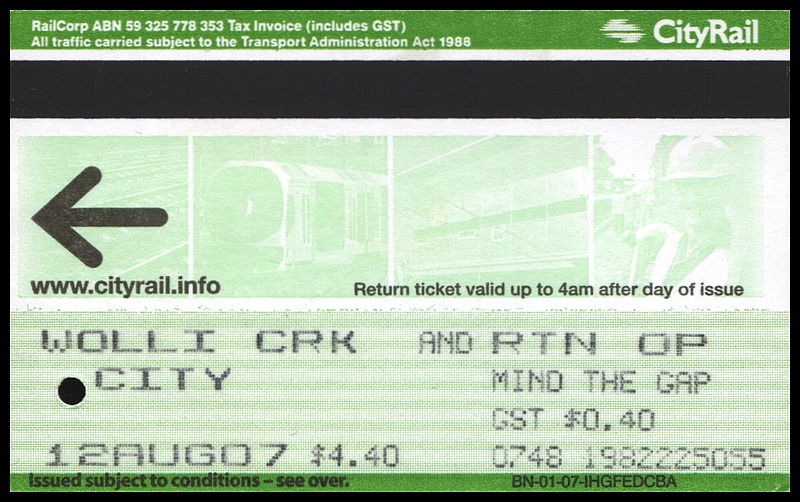 RailCorp ABN 59 325 778 353 Tax Invoice (includes GST)
All traffic carried subject to the Transport Administration Act 1988
CityRail
www.cityrail.info
Return ticket valid up to 4am after day of issue
WOLLI CRK AND RTN OP
CITY MIND THE GAP
GST $0.40
12AUG07 $4.40 0748 1982225055
Issued subject to conditions – see over. BN-01-07-IHGFEDCBA